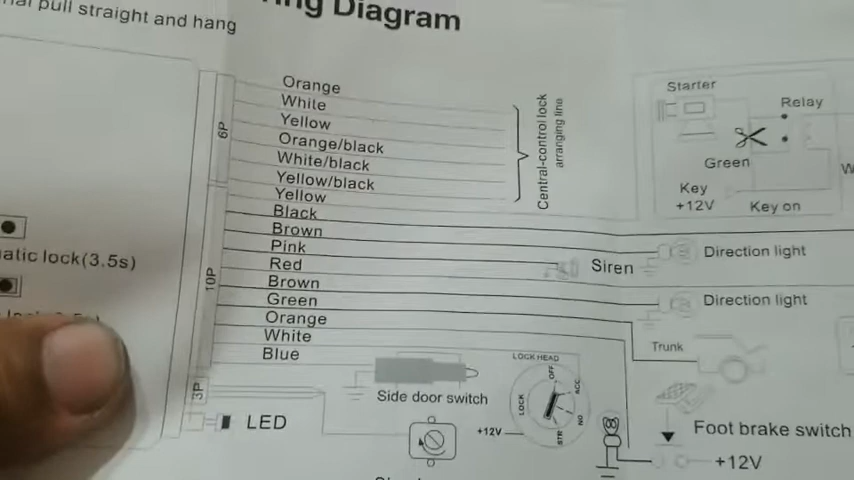 pull straight and hang
Diagram
6P
Orange
White
Yellow
Orange/black
White/black
Yellow/black
Central-control lock
arranging line
10P
Yellow
Black
Brown
Pink
Red
Brown
Green
Orange
White
Blue
3P
LED
Starter
Relay
Green
Key
+12V
Key on
Direction light
Siren
Direction light
Trunk
lock(3.5s)
Side door switch
LOCK HEAD
LOCK
OFF
ACC
ON
STR
+12V
Foot brake switch
+12V